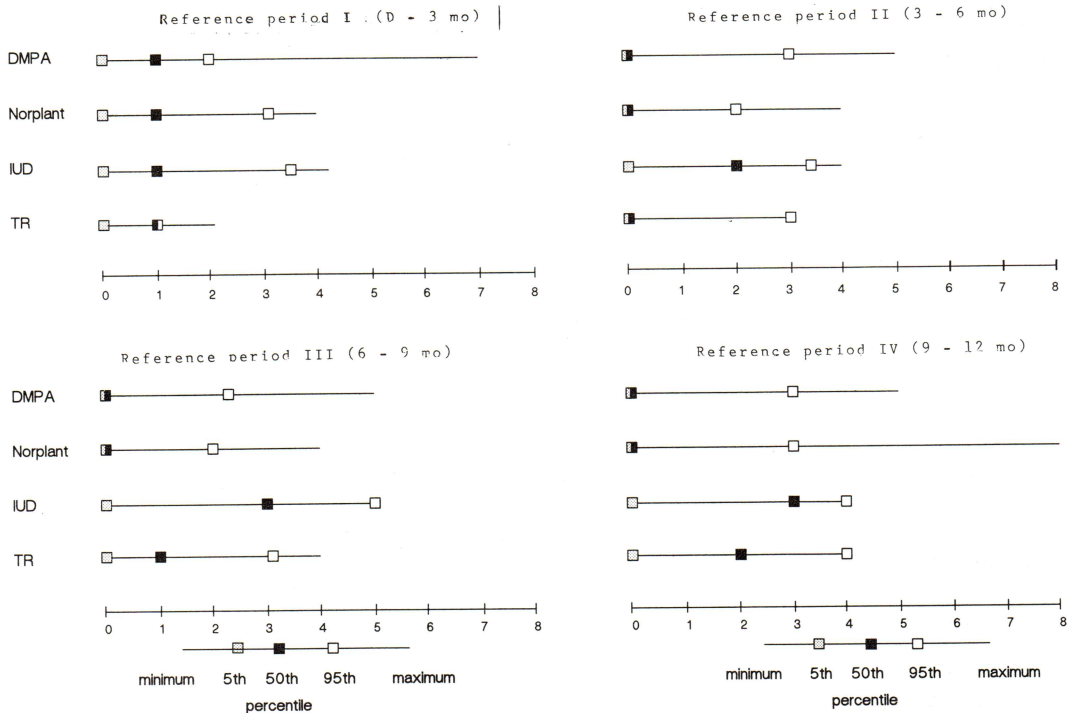 Reference period I (0 - 3 mo)
DMPA
Norplant
IUD
TR
0 1 2 3 4 5 6 7 8
Reference period II (3 - 6 mo)
0 1 2 3 4 5 6 7 8
Reference period III (6 - 9 mo)
DMPA
Norplant
IUD
TR
0 1 2 3 4 5 6 7 8
minimum 5th 50th 95th maximum
percentile
Reference period IV (9 - 12 mo)
0 1 2 3 4 5 6 7 8
minimum 5th 50th 95th maximum
percentile